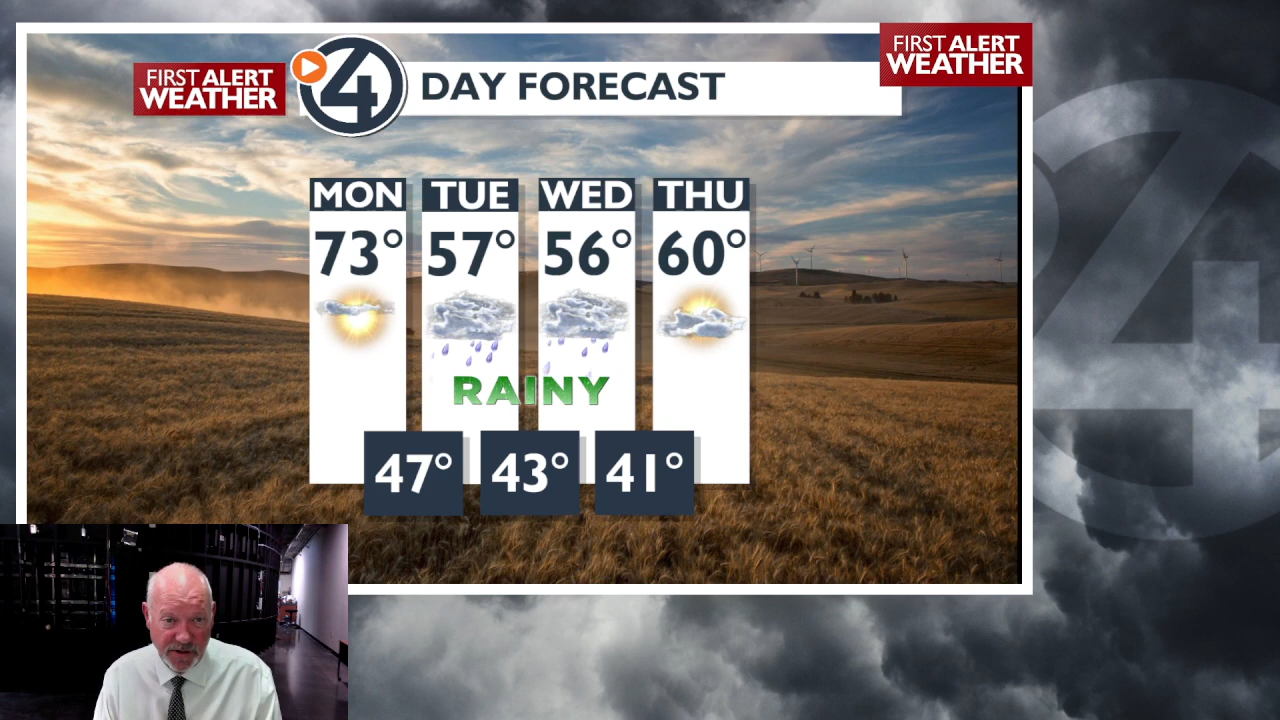 FIRST ALERT
WEATHER
4
DAY FORECAST
FIRST ALERT
WEATHER
MON TUE WED THU
73° 57° 56° 60°
RAINY
47° 43° 41°
4